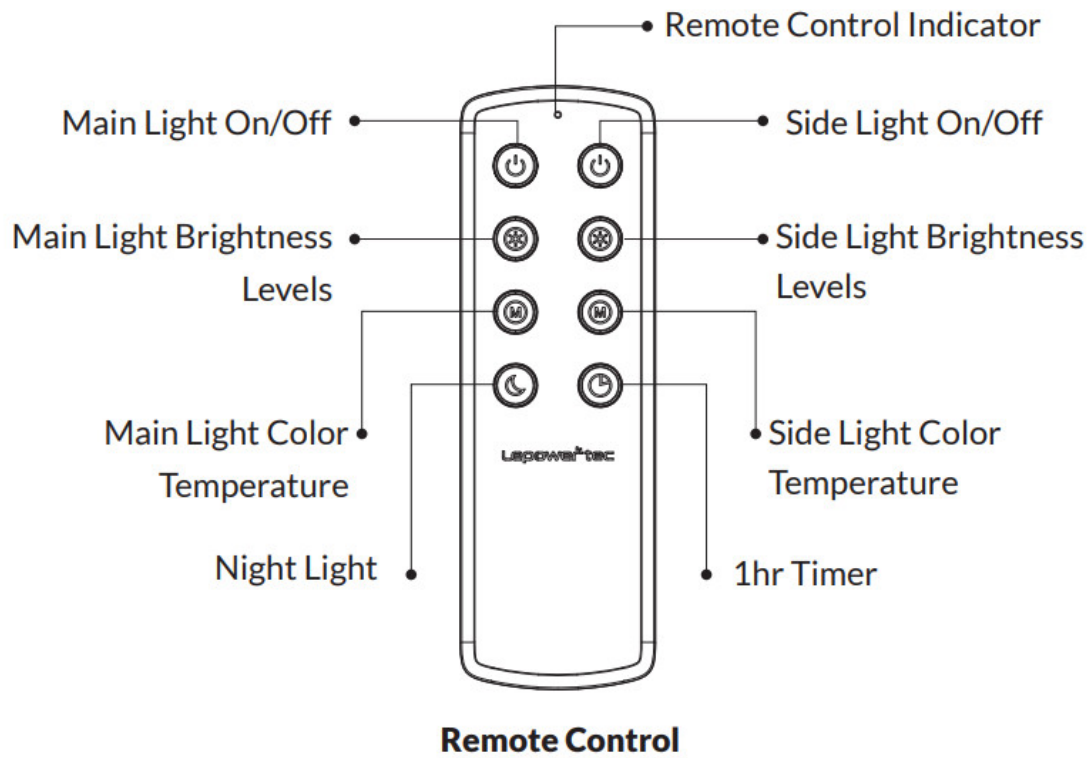 Remote Control Indicator
Main Light On/Off
Side Light On/Off
Main Light Brightness
Levels
Side Light Brightness
Levels
M
M
Main Light Color
Temperature
Side Light Color
Temperature
Lepowertec
Night Light
1hr Timer
Remote Control